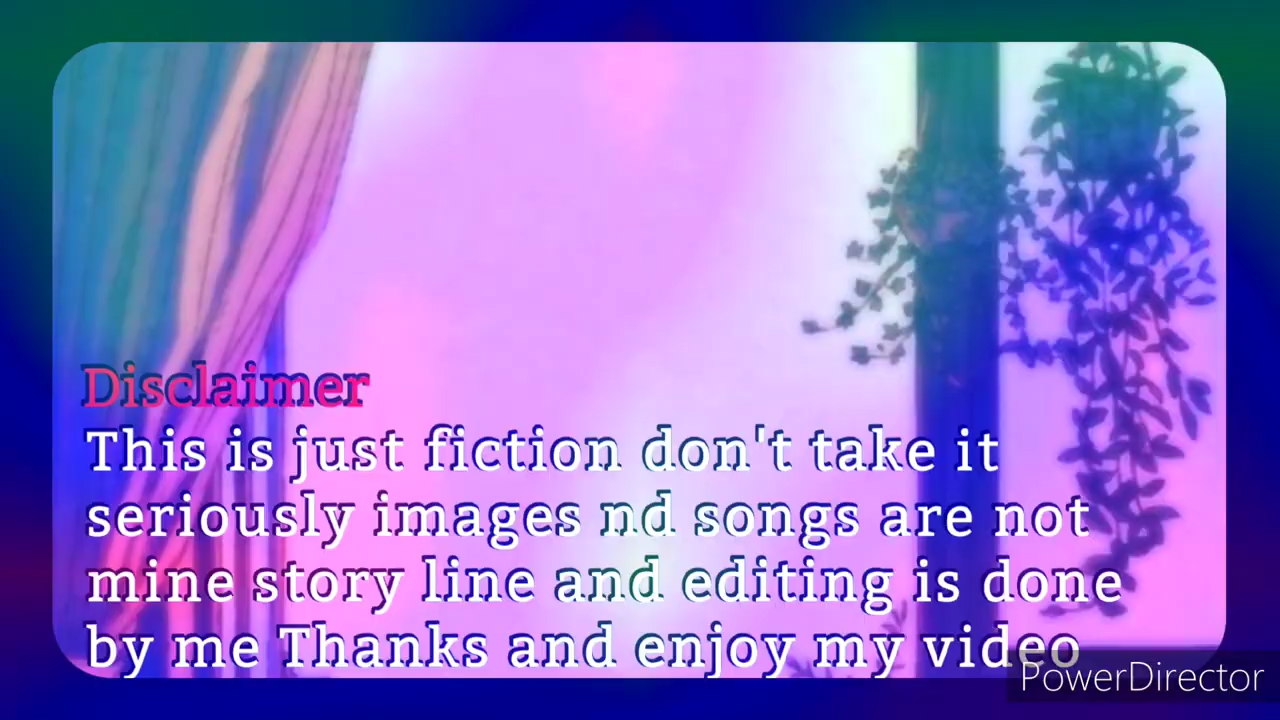 Disclaimer
This is just fiction don't take it
seriously images nd songs are not
mine story line and editing is done
by me Thanks and enjoy my video
PowerDirector